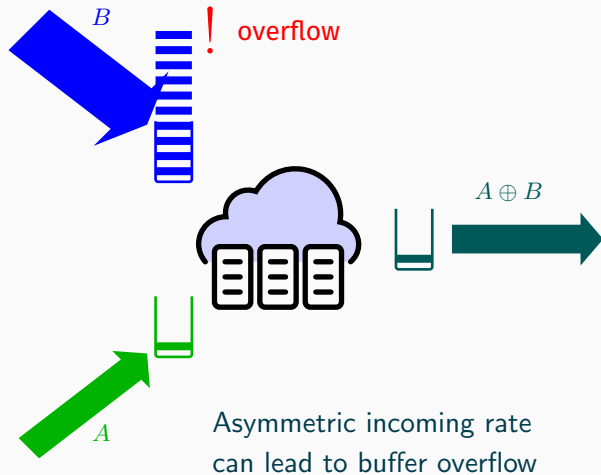 B
! overflow
A ⊕ B
A
Asymmetric incoming rate
can lead to buffer overflow